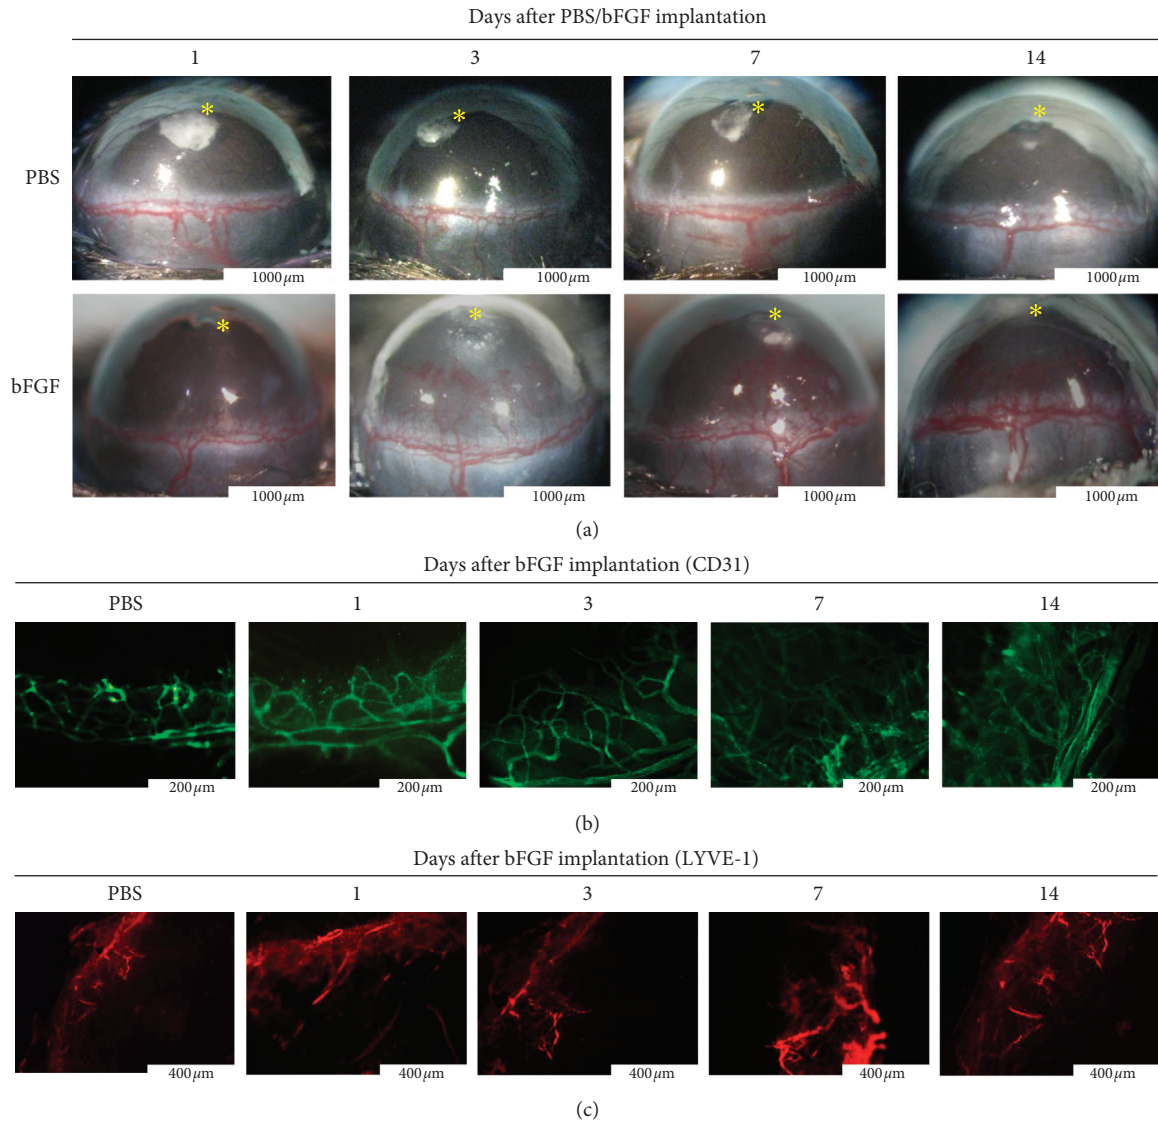 Days after PBS/bFGF implantation
1 3 7 14
PBS
* * * *
1000 µm 1000 µm 1000 µm 1000 µm
bFGF
* * * *
1000 µm 1000 µm 1000 µm 1000 µm
(a)
Days after bFGF implantation (CD31)
PBS 1 3 7 14
200 µm 200 µm 200 µm 200 µm 200 µm
(b)
Days after bFGF implantation (LYVE-1)
PBS 1 3 7 14
400 µm 400 µm 400 µm 400 µm 400 µm
(c)